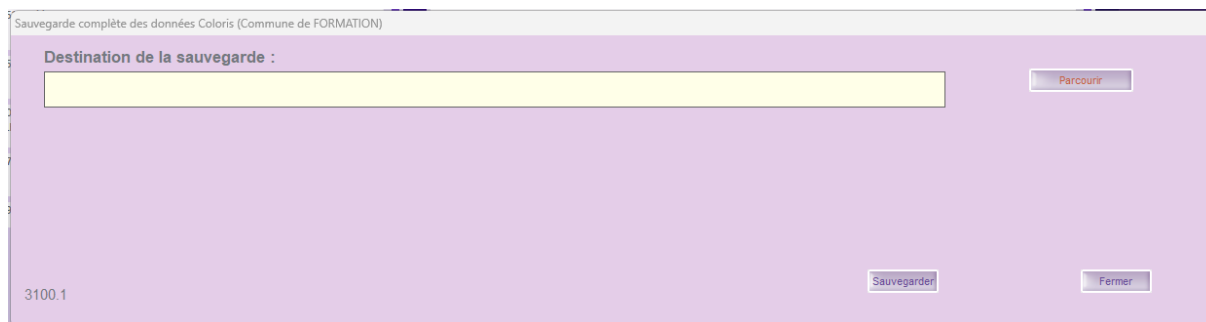 Sauvegarde complète des données Coloris (Commune de FORMATION)
Destination de la sauvegarde :
Parcourir
Sauvegarder
Fermer
3100.1